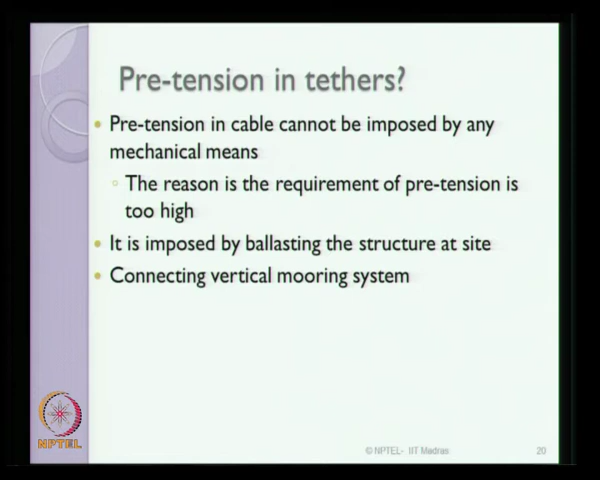 Pre-tension in tethers?
Pre-tension in cable cannot be imposed by any
mechanical means
The reason is the requirement of pre-tension is
too high
It is imposed by ballasting the structure at site
Connecting vertical mooring system
NPTEL
© NPTEL- IIT Madras
20